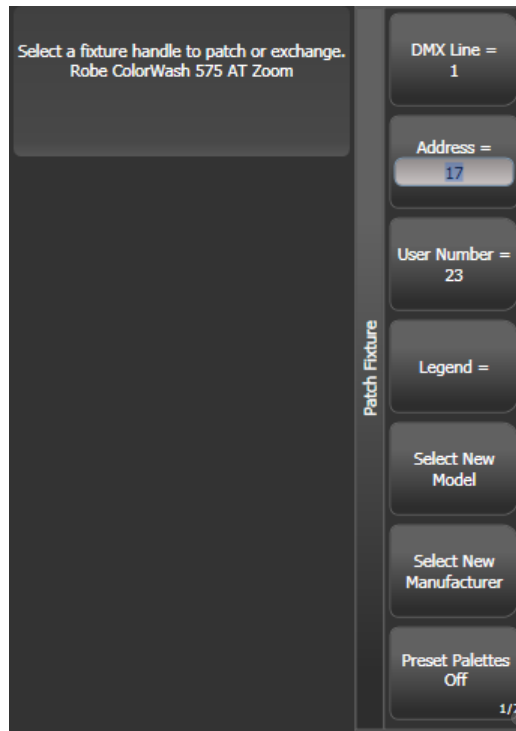 Select a fixture handle to patch or exchange.
Robe ColorWash 575 AT Zoom
Patch Fixture
DMX Line =
1
Address =
17
User Number =
23
Legend =
Select New
Model
Select New
Manufacturer
Preset Palettes
Off